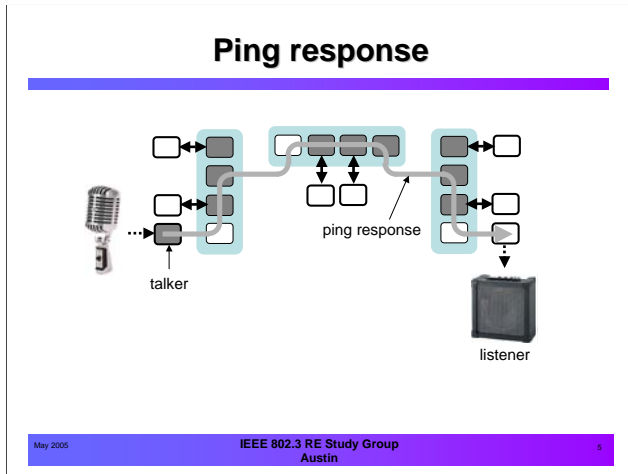 Ping response
ping response
talker
listener
May 2005
IEEE 802.3 RE Study Group
Austin
5